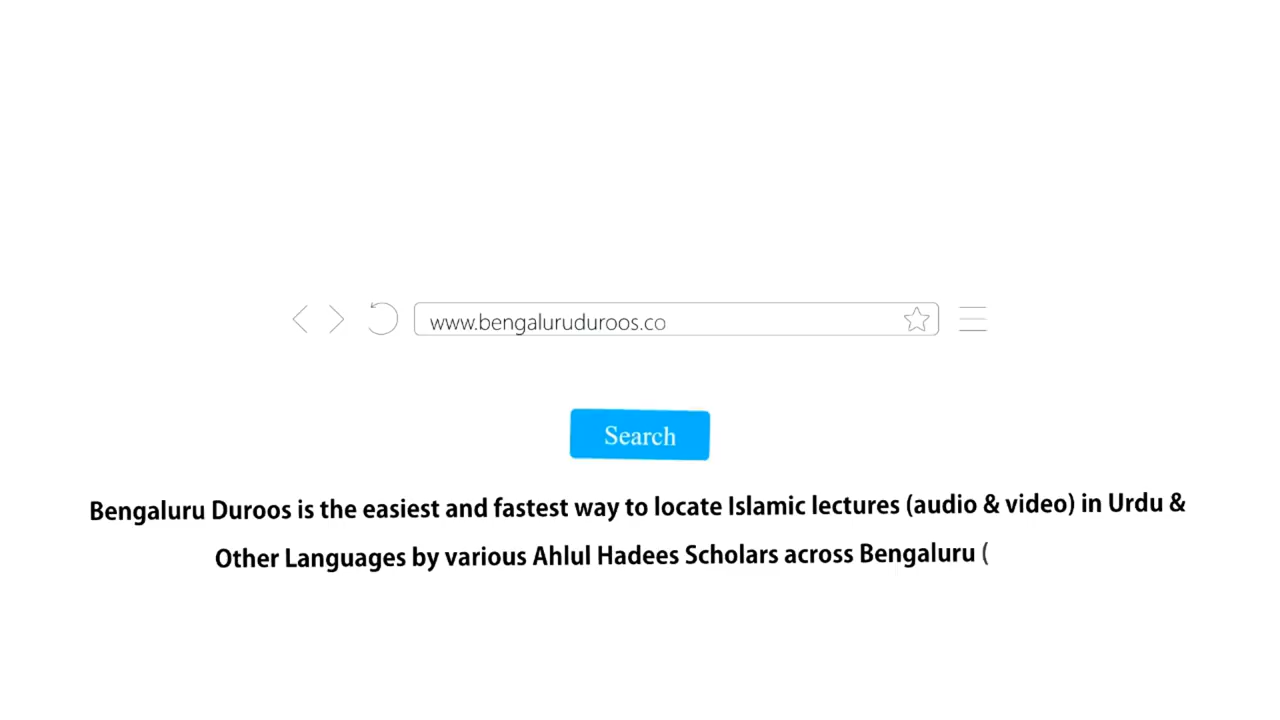 www.bengaluruduroos.co
Search
Bengaluru Duroos is the easiest and fastest way to locate Islamic lectures (audio & video) in Urdu &
Other Languages by various Ahlul Hadees Scholars across Bengaluru (